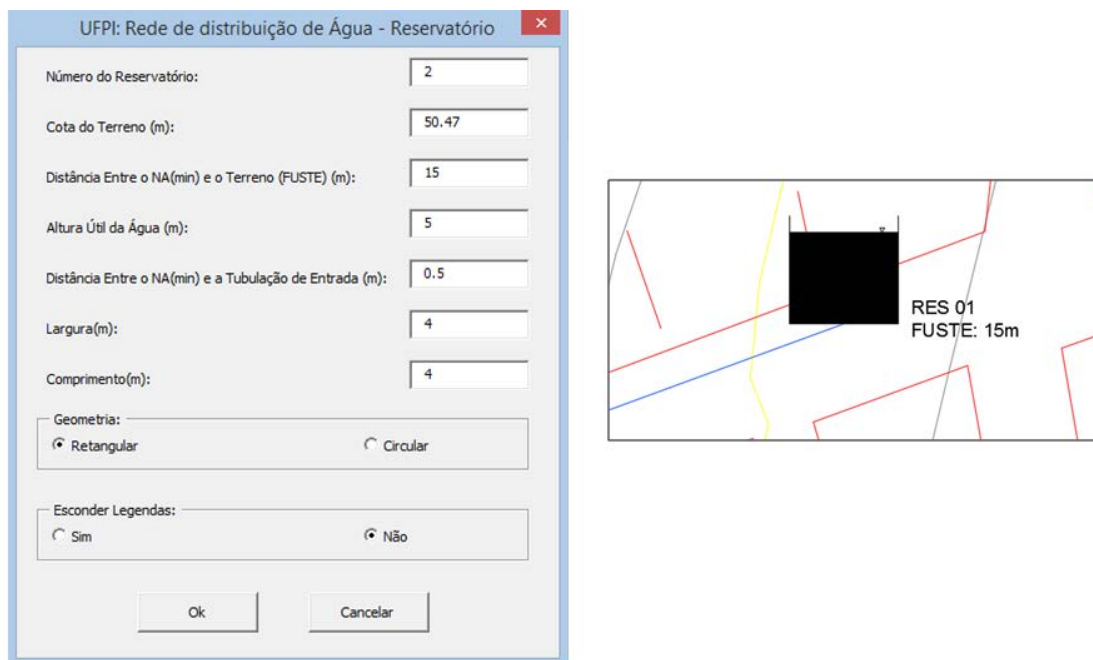 UFPI: Rede de distribuição de Água - Reservatório
Número do Reservatório:
2
Cota do Terreno (m):
50.47
Distância Entre o NA(min) e o Terreno (FUSTE) (m):
15
Altura Útil da Água (m):
5
Distância Entre o NA(min) e a Tubulação de Entrada (m):
0.5
Largura(m):
4
Comprimento(m):
4
Geometria:
Retangular
Circular
Esconder Legendas:
Sim
Não
Ok
Cancelar
RES 01
FUSTE: 15m